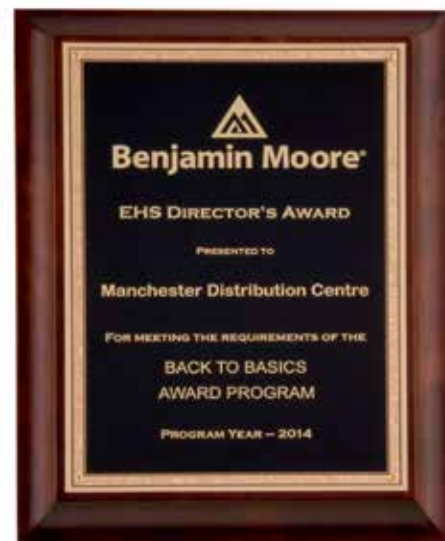 Benjamin Moore®
EHS DIRECTOR'S AWARD
PRESENTED TO
Manchester Distribution Centre
FOR MEETING THE REQUIREMENTS OF THE
BACK TO BASICS
AWARD PROGRAM
PROGRAM YEAR – 2014